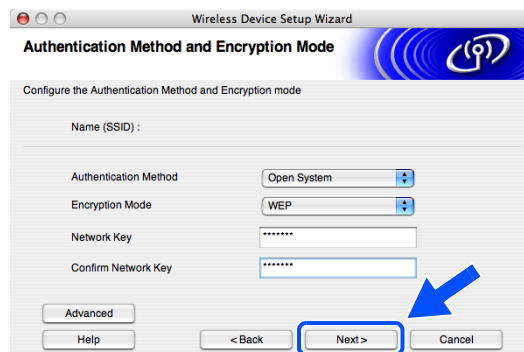 Wireless Device Setup Wizard
Authentication Method and Encryption Mode
Configure the Authentication Method and Encryption mode
Name (SSID) :
Authentication Method Open System
Encryption Mode WEP
Network Key *******
Confirm Network Key *******
Advanced
Help < Back Next > Cancel